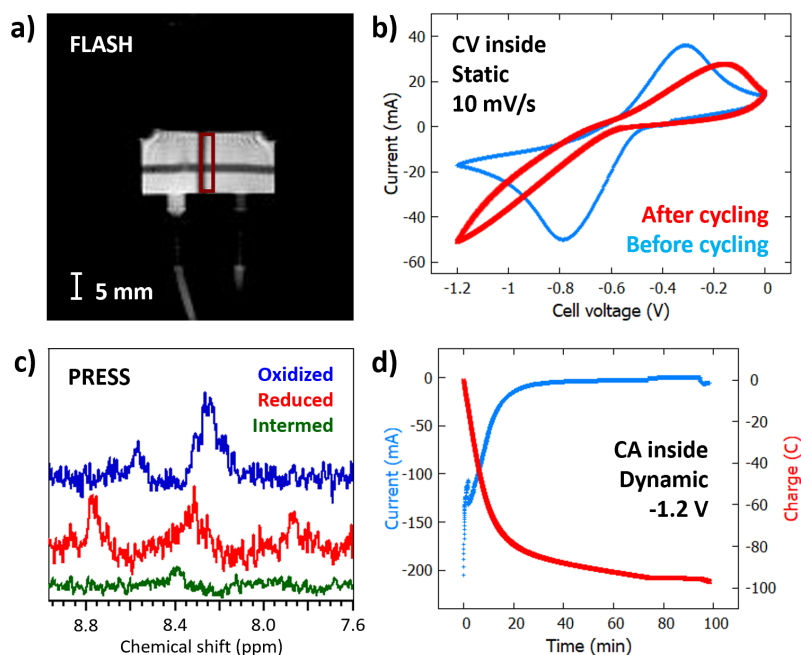 a)
FLASH
5 mm
b)
CV inside
Static
10 mV/s
After cycling
Before cycling
Current (mA)
40
20
0
-20
-40
-60
-1.2
-1
-0.8
-0.6
-0.4
-0.2
0
Cell voltage (V)
c)
PRESS
Oxidized
Reduced
Intermed
8.8
8.4
8.0
7.6
Chemical shift (ppm)
d)
CA inside
Dynamic
-1.2 V
Current (mA)
0
-50
-100
-150
-200
Charge (C)
0
-20
-40
-60
-80
-100
0
20
40
60
80
100
Time (min)